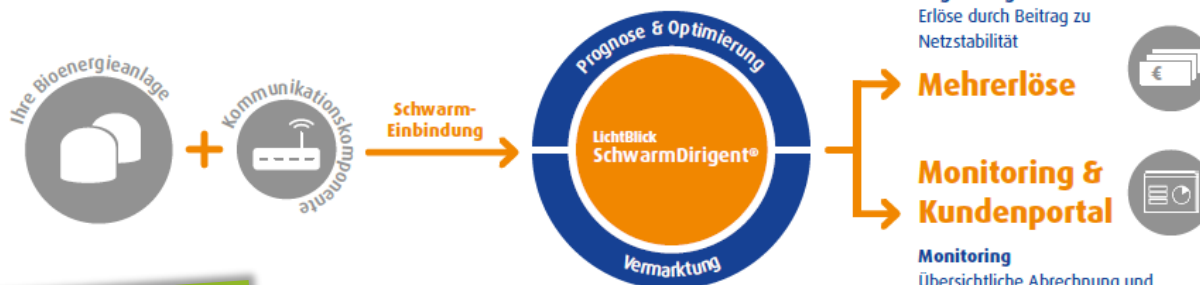 Erlöse durch Beitrag zu
Netzstabilität
Ihre Bioenergieanlage
Kommunikationskomponente
Schwarm-
Einbindung
Prognose & Optimierung
LichtBlick
SchwarmDirigent®
Vermarktung
Mehrerlöse
€
Monitoring &
Kundenportal
Monitoring
Übersichtliche Abrechnung und